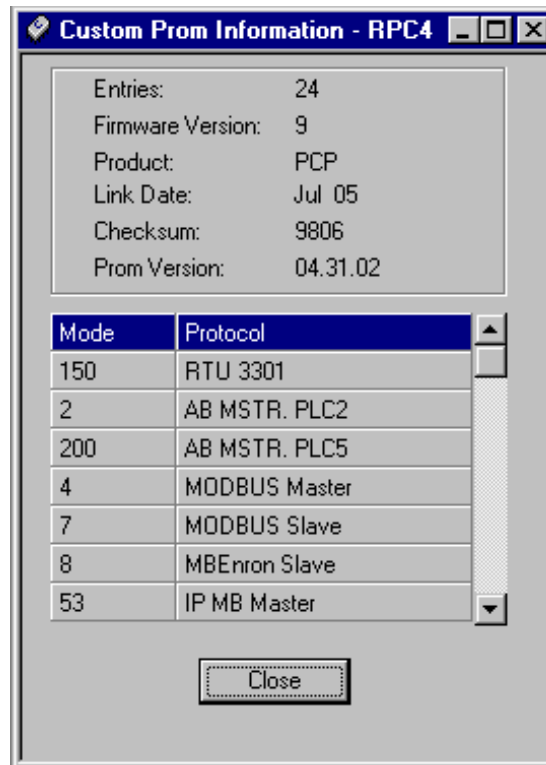 Custom Prom Information - RPC4
Entries: 24
Firmware Version: 9
Product: PCP
Link Date: Jul 05
Checksum: 9806
Prom Version: 04.31.02
Mode Protocol
150 RTU 3301
2 AB MSTR. PLC2
200 AB MSTR. PLC5
4 MODBUS Master
7 MODBUS Slave
8 MBEnron Slave
53 IP MB Master
Close